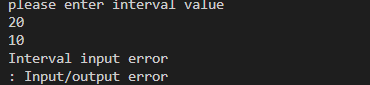 please enter interval value
20
10
Interval input error
: Input/output error